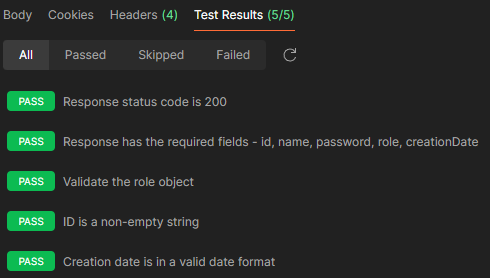 Body Cookies Headers (4) Test Results (5/5)
All Passed Skipped Failed
PASS Response status code is 200
PASS Response has the required fields - id, name, password, role, creationDate
PASS Validate the role object
PASS ID is a non-empty string
PASS Creation date is in a valid date format